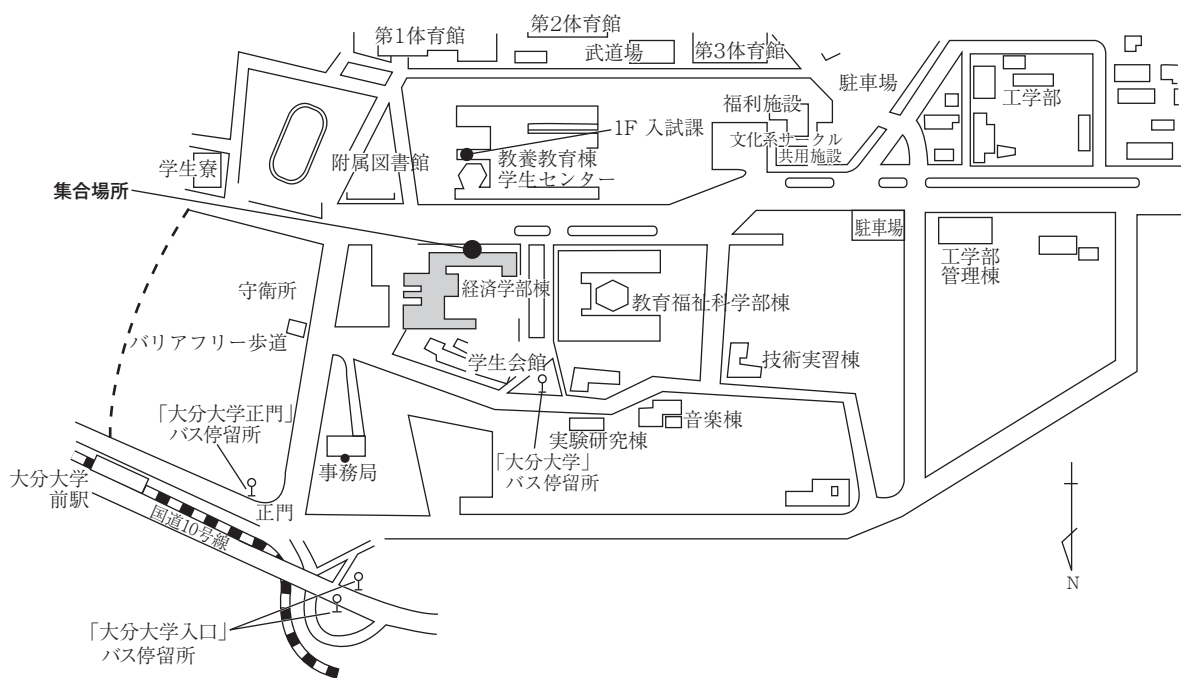 第2体育館
第1体育館
武道場
第3体育館
駐車場
福利施設
工学部
1F 入試課
文化系サークル
共用施設
附属図書館
教養教育棟
学生センター
学生寮
集合場所
駐車場
工学部
管理棟
経済学部棟
教育福祉科学部棟
守衛所
バリアフリー歩道
学生会館
技術実習棟
「大分大学正門」
バス停留所
音楽棟
実験研究棟
「大分大学」
バス停留所
事務局
大分大学
前駅
正門
国道10号線
N
「大分大学入口」
バス停留所